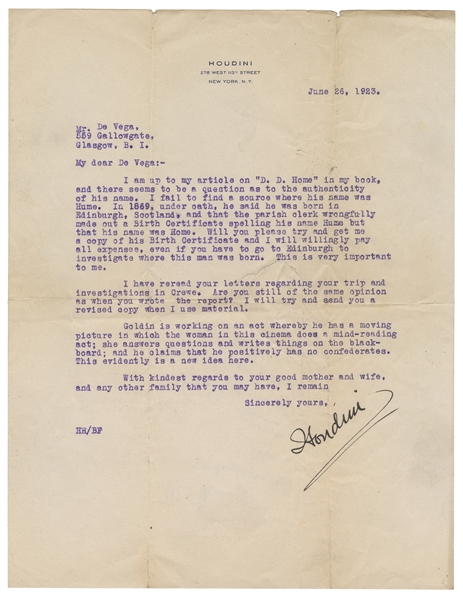 HOUDINI
278 WEST 113TH STREET
NEW YORK, N.Y.
June 26, 1923.
Mr. De Vega,
559 Gallowgate,
Glasgow, B. I.
My dear De Vega:-
I am up to my article on "D. D. Home" in my book,
and there seems to be a question as to the authenticity
of his name. I fail to find a source where his name was
Hume. In 1869, under oath, he said he was born in
Edinburgh, Scotland, and that the parish clerk wrongfully
made out a Birth Certificate spelling his name Hume but
that his name was Home. Will you please try and get me
a copy of his Birth Certificate and I will willingly pay
all expenses, even if you have to go to Edinburgh to
investigate where this man was born. This is very important
to me.
I have reread your letters regarding your trip and
investigations in Crewe. Are you still of the same opinion
as when you wrote the report? I will try and send you a
revised copy when I use material.
Goldin is working on an act whereby he has a moving
picture in which the woman in this cinema does a mind-reading
act; she answers questions and writes things on the black-
board; and he claims that he positively has no confederates.
This evidently is a new idea here.
With kindest regards to your good mother and wife,
and any other family that you may have, I remain
Sincerely yours,
Houdini
HH/BF